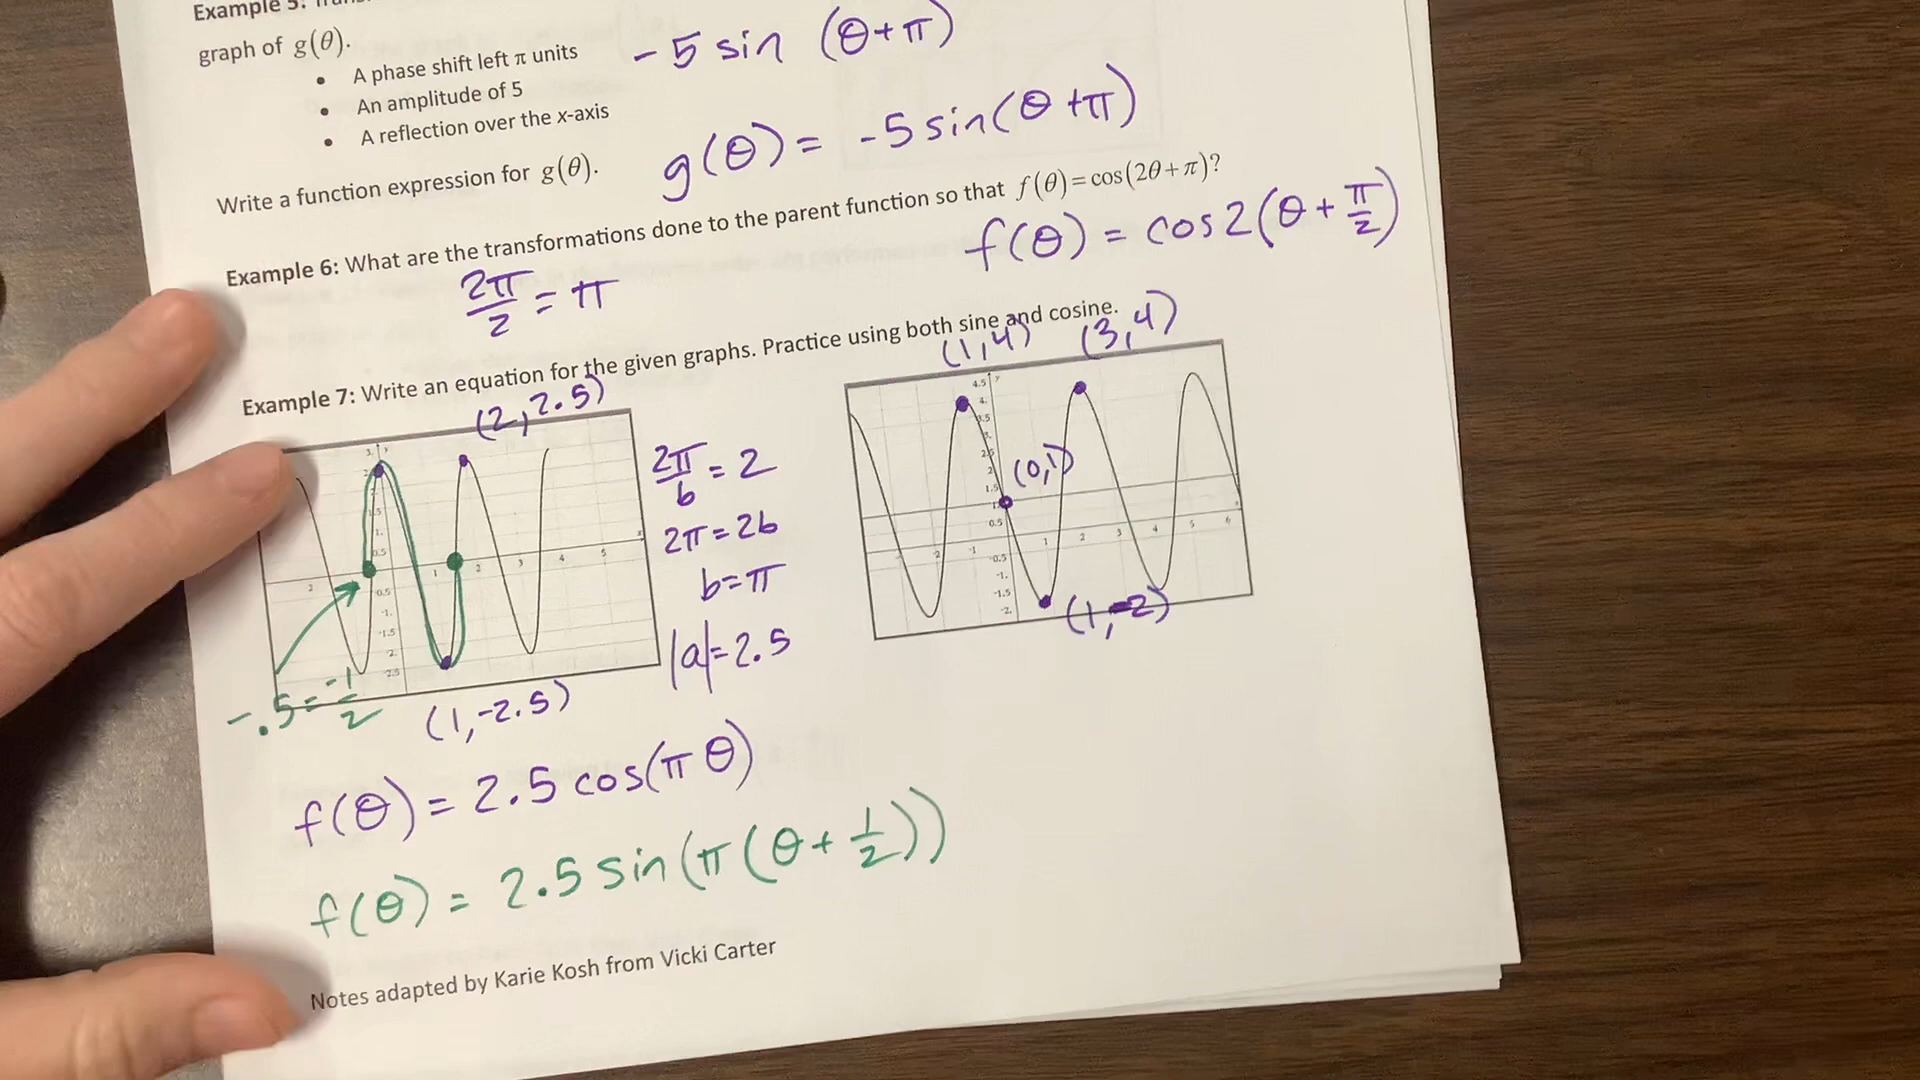 Example 5:
graph of g(θ).
• A phase shift left π units
• An amplitude of 5
• A reflection over the x-axis
-5 sin (θ+π)
Write a function expression for g(θ).
g(θ) = -5 sin(θ+π)
Example 6: What are the transformations done to the parent function so that f(θ)=cos(2θ+π)?
2π/2 = π
f(θ) = cos2(θ+π/2)
Example 7: Write an equation for the given graphs. Practice using both sine and cosine.
(2,2.5)
(1,4)
(3,4)
(0,1)
(1,-2)
2π/b = 2
2π=2b
b=π
|a|=2.5
-.5=-1/2
(1,-2.5)
f(θ) = 2.5 cos(πθ)
f(θ) = 2.5 sin(π(θ+1/2))
Notes adapted by Karie Kosh from Vicki Carter